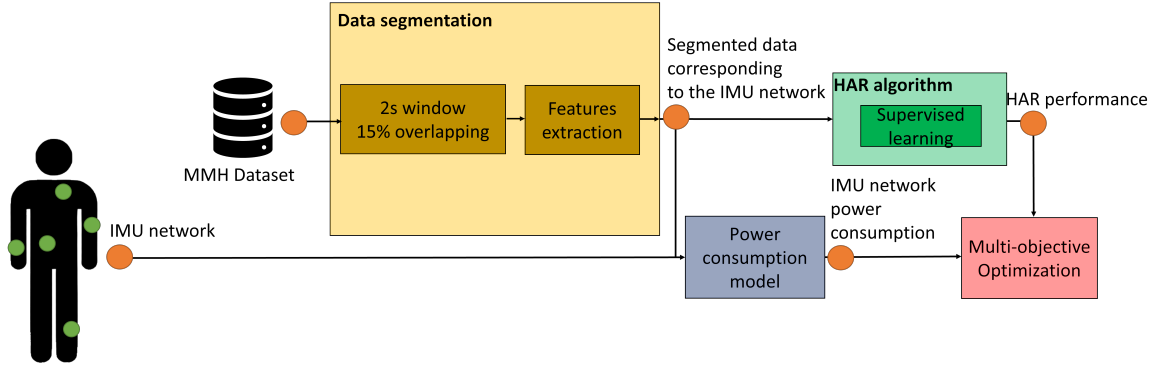 Data segmentation
2s window
15% overlapping
Features
extraction
Segmented data
corresponding
to the IMU network
HAR algorithm
Supervised
learning
HAR performance
MMH Dataset
IMU network
Power
consumption
model
IMU network
power
consumption
Multi-objective
Optimization